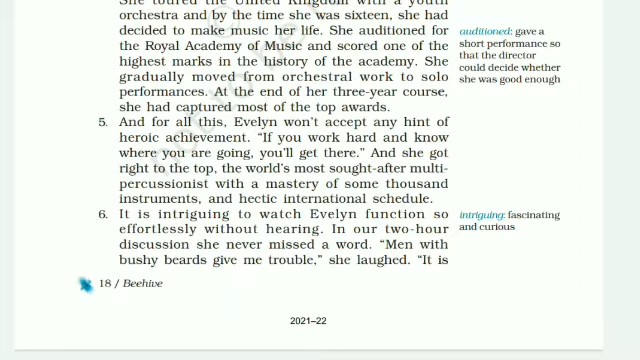 She toured the United Kingdom with a youth
orchestra and by the time she was sixteen, she had
decided to make music her life. She auditioned for
the Royal Academy of Music and scored one of the
highest marks in the history of the academy. She
gradually moved from orchestral work to solo
performances. At the end of her three-year course,
she had captured most of the top awards.
auditioned: gave a
short performance so
that the director
could decide whether
she was good enough
5. And for all this, Evelyn won't accept any hint of
heroic achievement. “If you work hard and know
where you are going, you'll get there.” And she got
right to the top, the world's most sought-after multi-
percussionist with a mastery of some thousand
instruments, and hectic international schedule.
6. It is intriguing to watch Evelyn function so
effortlessly without hearing. In our two-hour
discussion she never missed a word. “Men with
bushy beards give me trouble,” she laughed. “It is
intriguing: fascinating
and curious
18 / Beehive
2021–22